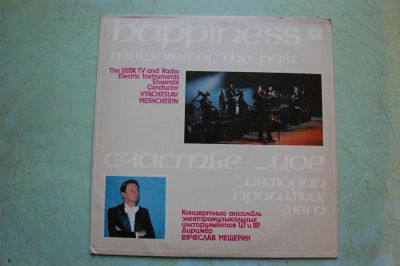 happiness
melodies of the past
The USSR TV and Radio
Electric Instruments
Ensembl
Conductor
VYACHESLAV
MESHCHERIN
счастье мое
мелодии
прошлых
лет
Концертный ансамбль
электромузыкальных
инструментов ЦТ и ВР
Дирижер
ВЯЧЕСЛАВ МЕЩЕРИН